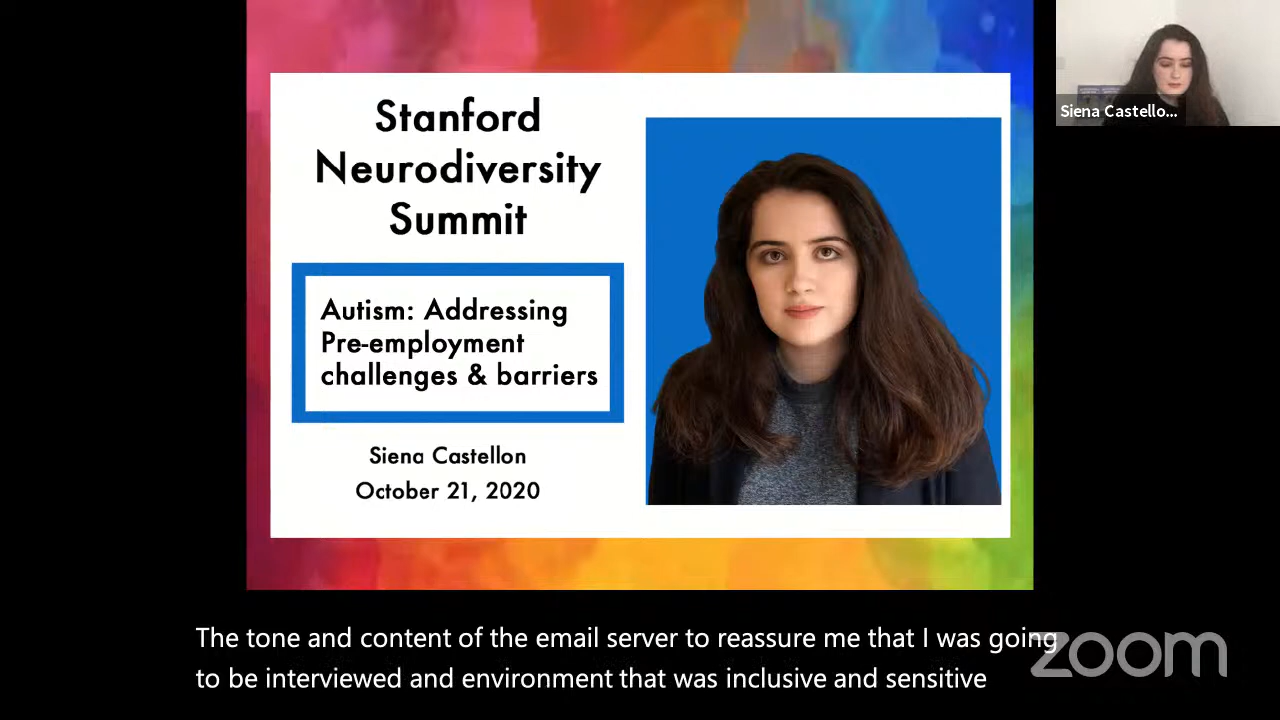 Stanford
Neurodiversity
Summit
Autism: Addressing
Pre-employment
challenges & barriers
Siena Castellon
October 21, 2020
Siena Castello...
The tone and content of the email server to reassure me that I was going
to be interviewed and environment that was inclusive and sensitive
zoom